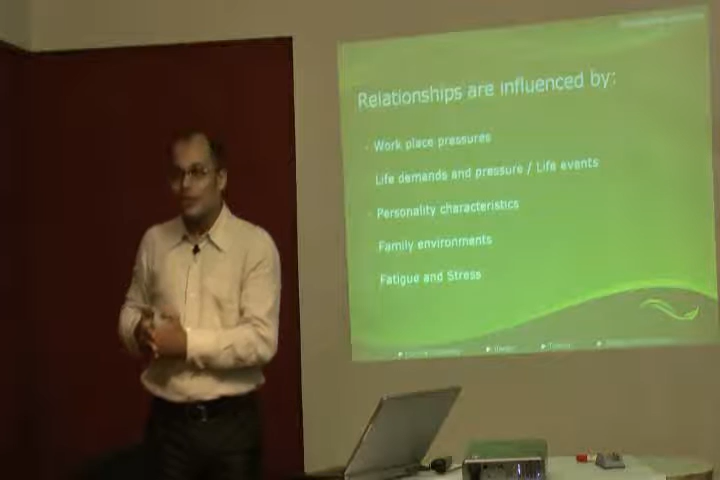 Relationships are influenced by:
Work place pressures
Life demands and pressure / Life events
Personality characteristics
Family environments
Fatigue and Stress